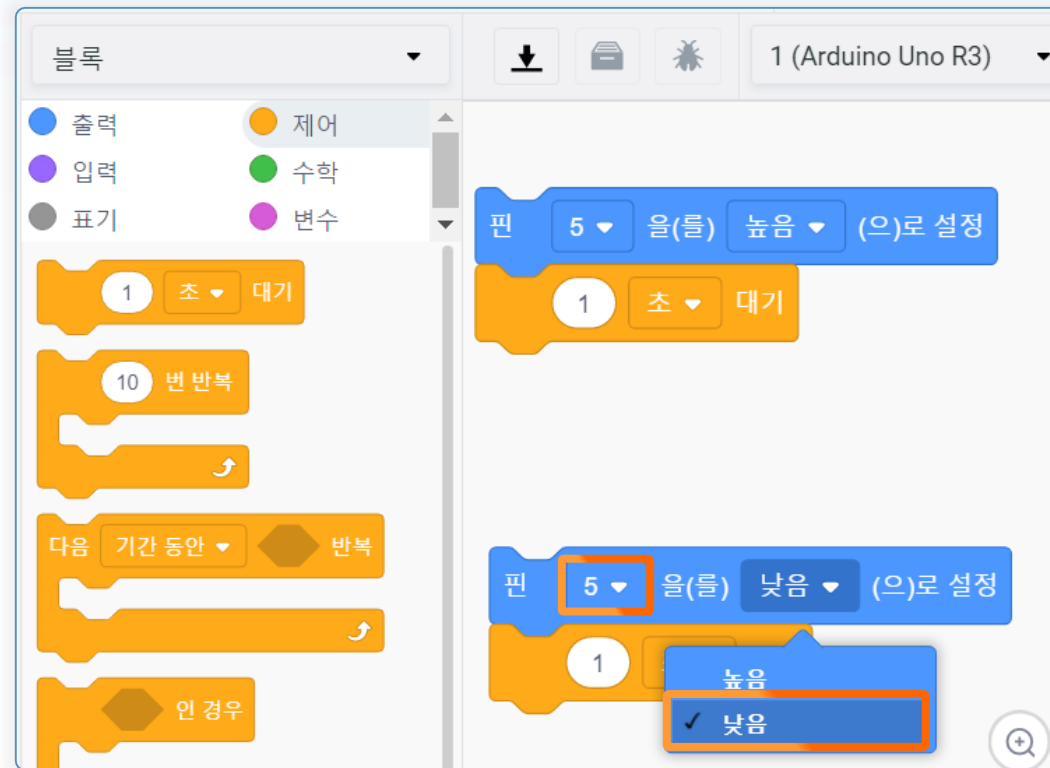 블록
1 (Arduino Uno R3)
출력
제어
입력
수학
표기
변수
1 초 대기
10 번 반복
다음 기간 동안 반복
인 경우
핀 5 을(를) 높음 (으)로 설정
1 초 대기
핀 5 을(를) 낮음 (으)로 설정
1
높음
낮음